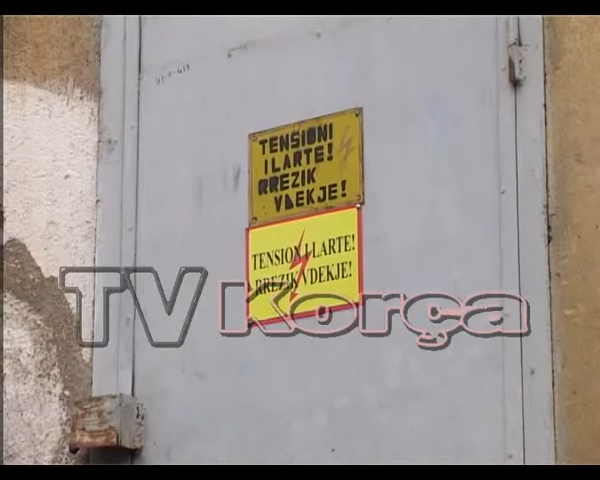 TENSIONI
I LARTE!
RREZIK
VDEKJE!
TENSION I LARTE!
RREZIK VDEKJE!
TV Korça